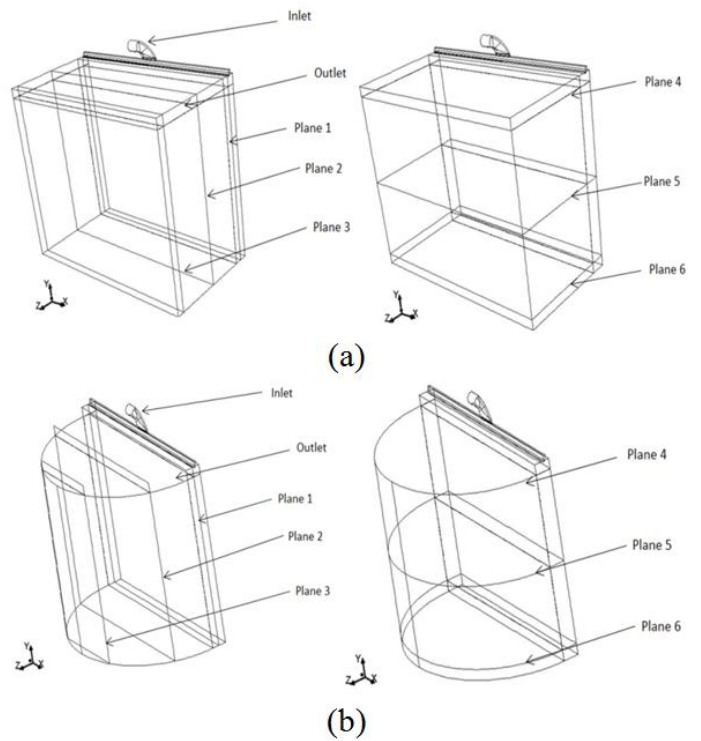 Inlet
Outlet
Plane 1
Plane 2
Plane 3
Y
Z X
Plane 4
Plane 5
Plane 6
Y
Z X
(a)
Inlet
Outlet
Plane 1
Plane 2
Plane 3
Y
Z X
Plane 4
Plane 5
Plane 6
Y
Z X
(b)